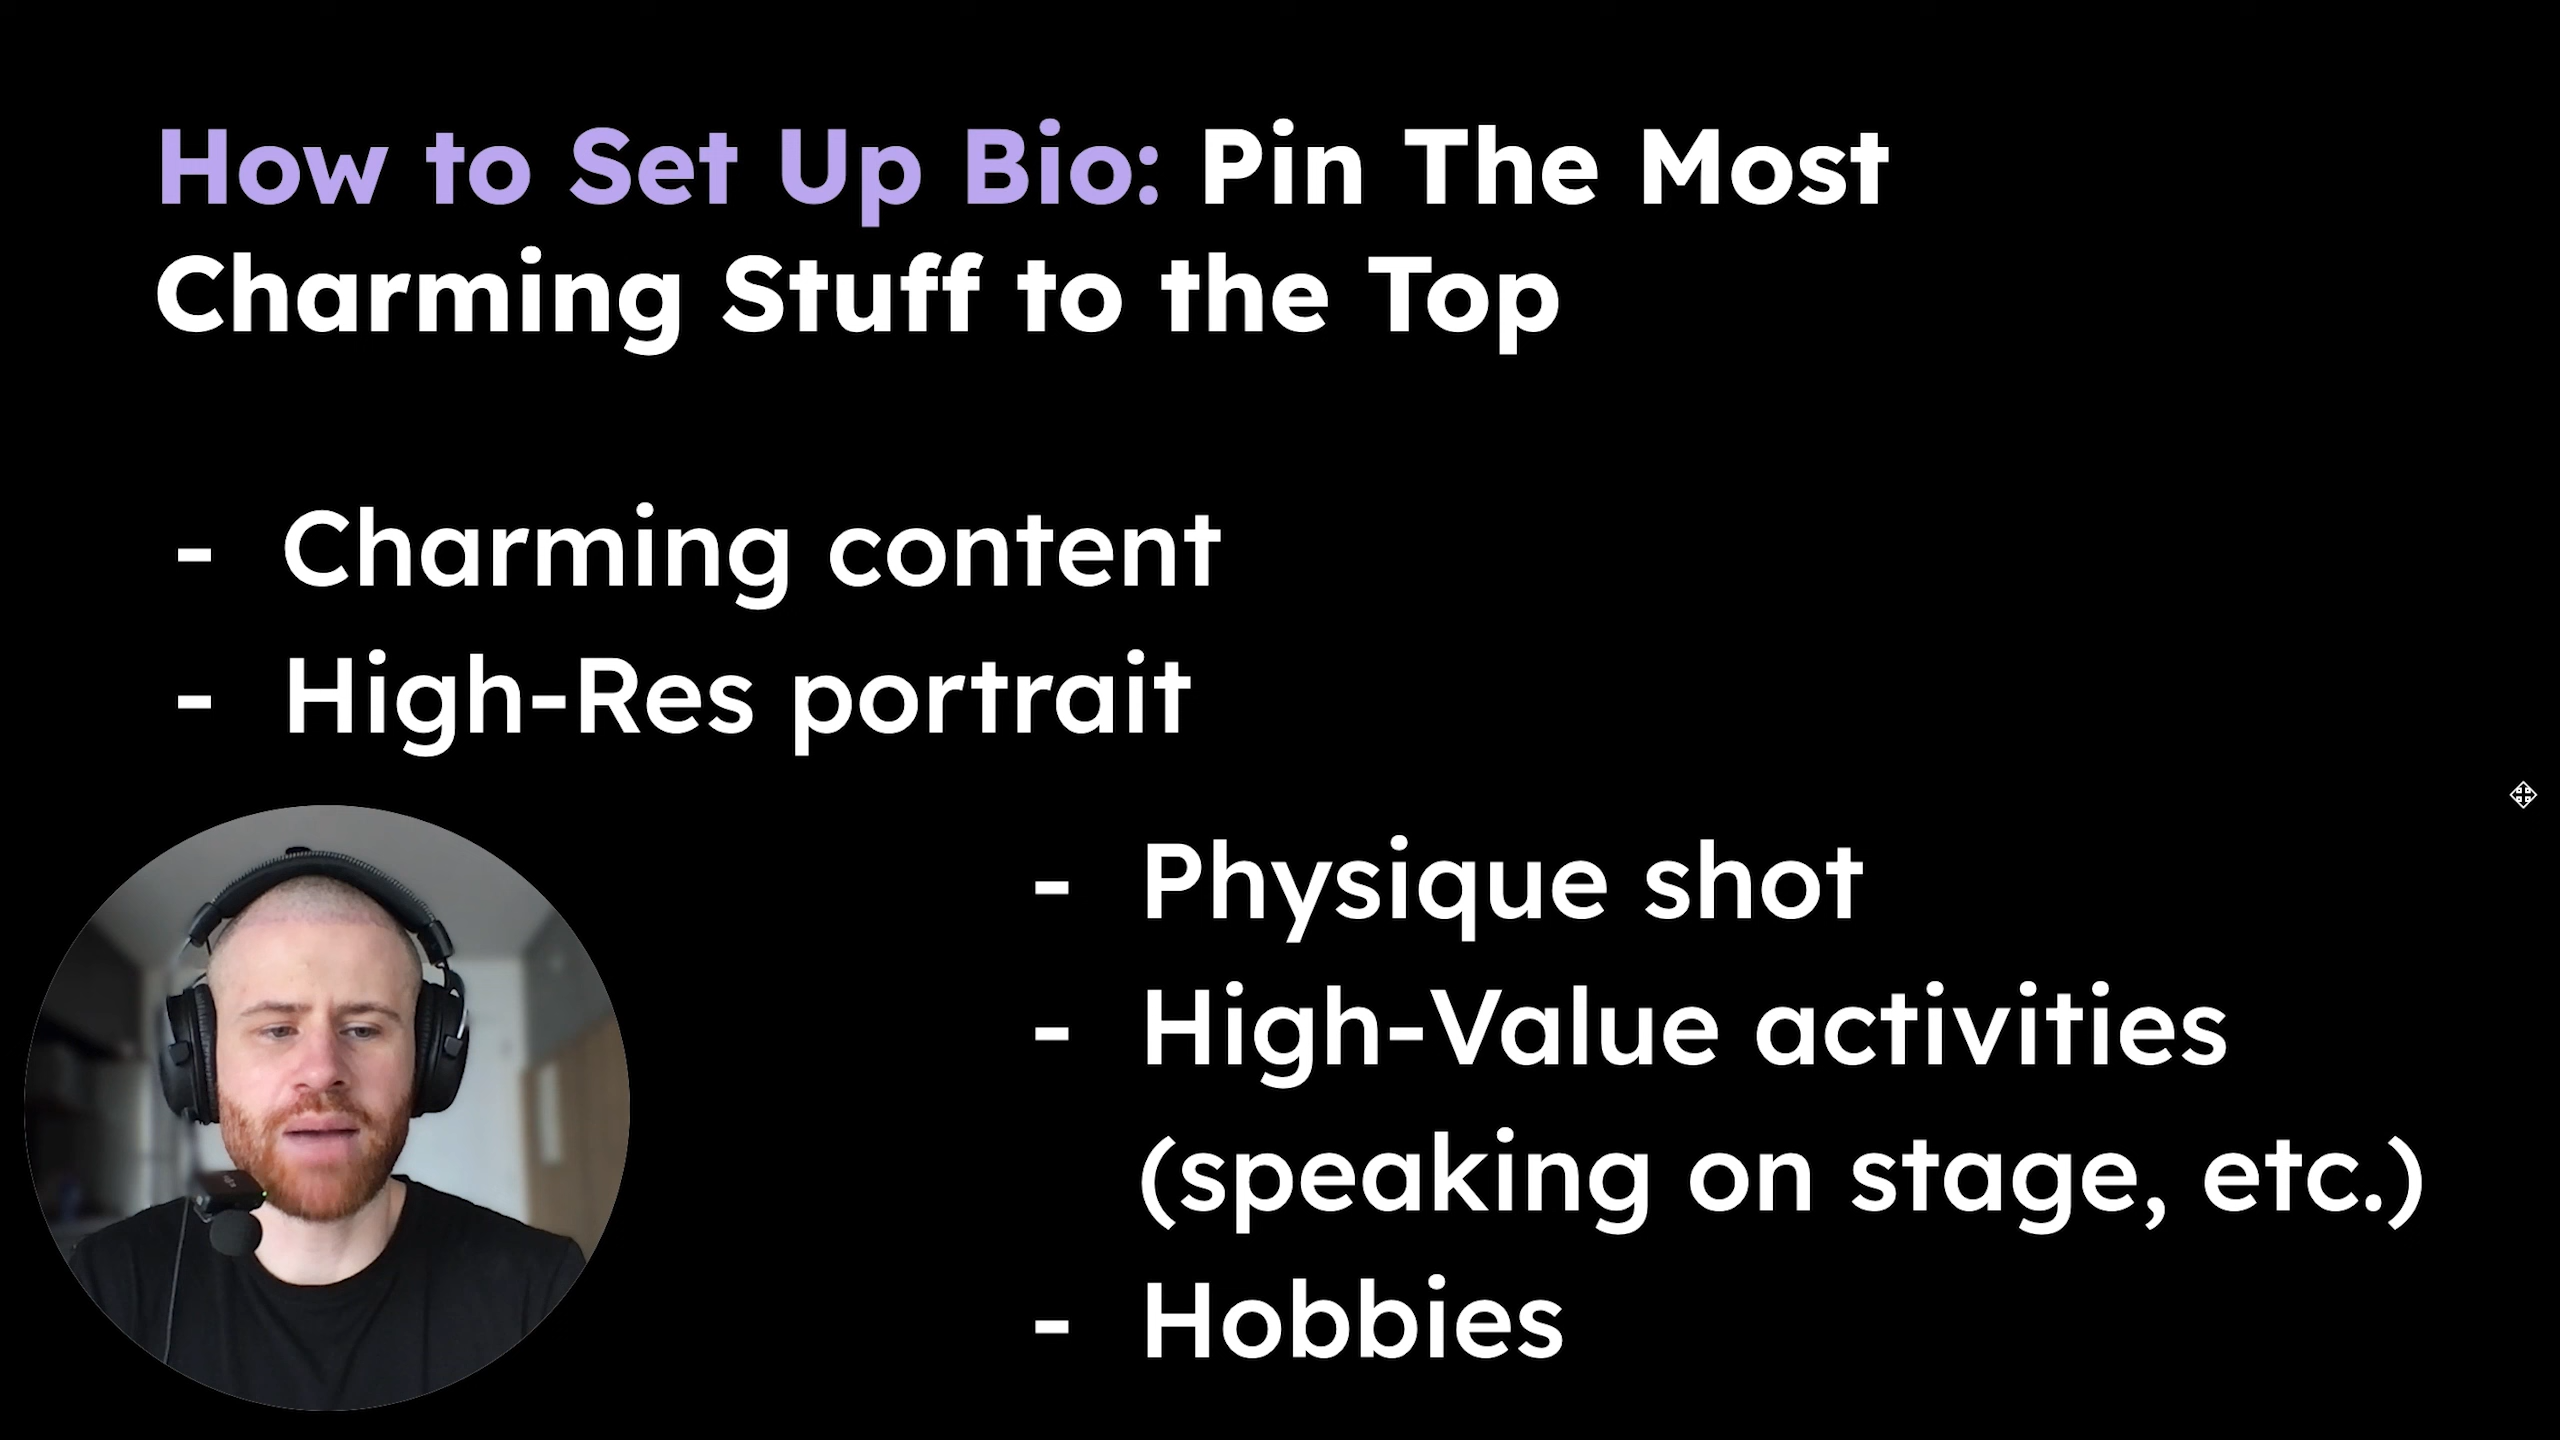 How to Set Up Bio: Pin The Most
Charming Stuff to the Top
- Charming content
- High-Res portrait
- Physique shot
- High-Value activities
(speaking on stage, etc.)
- Hobbies